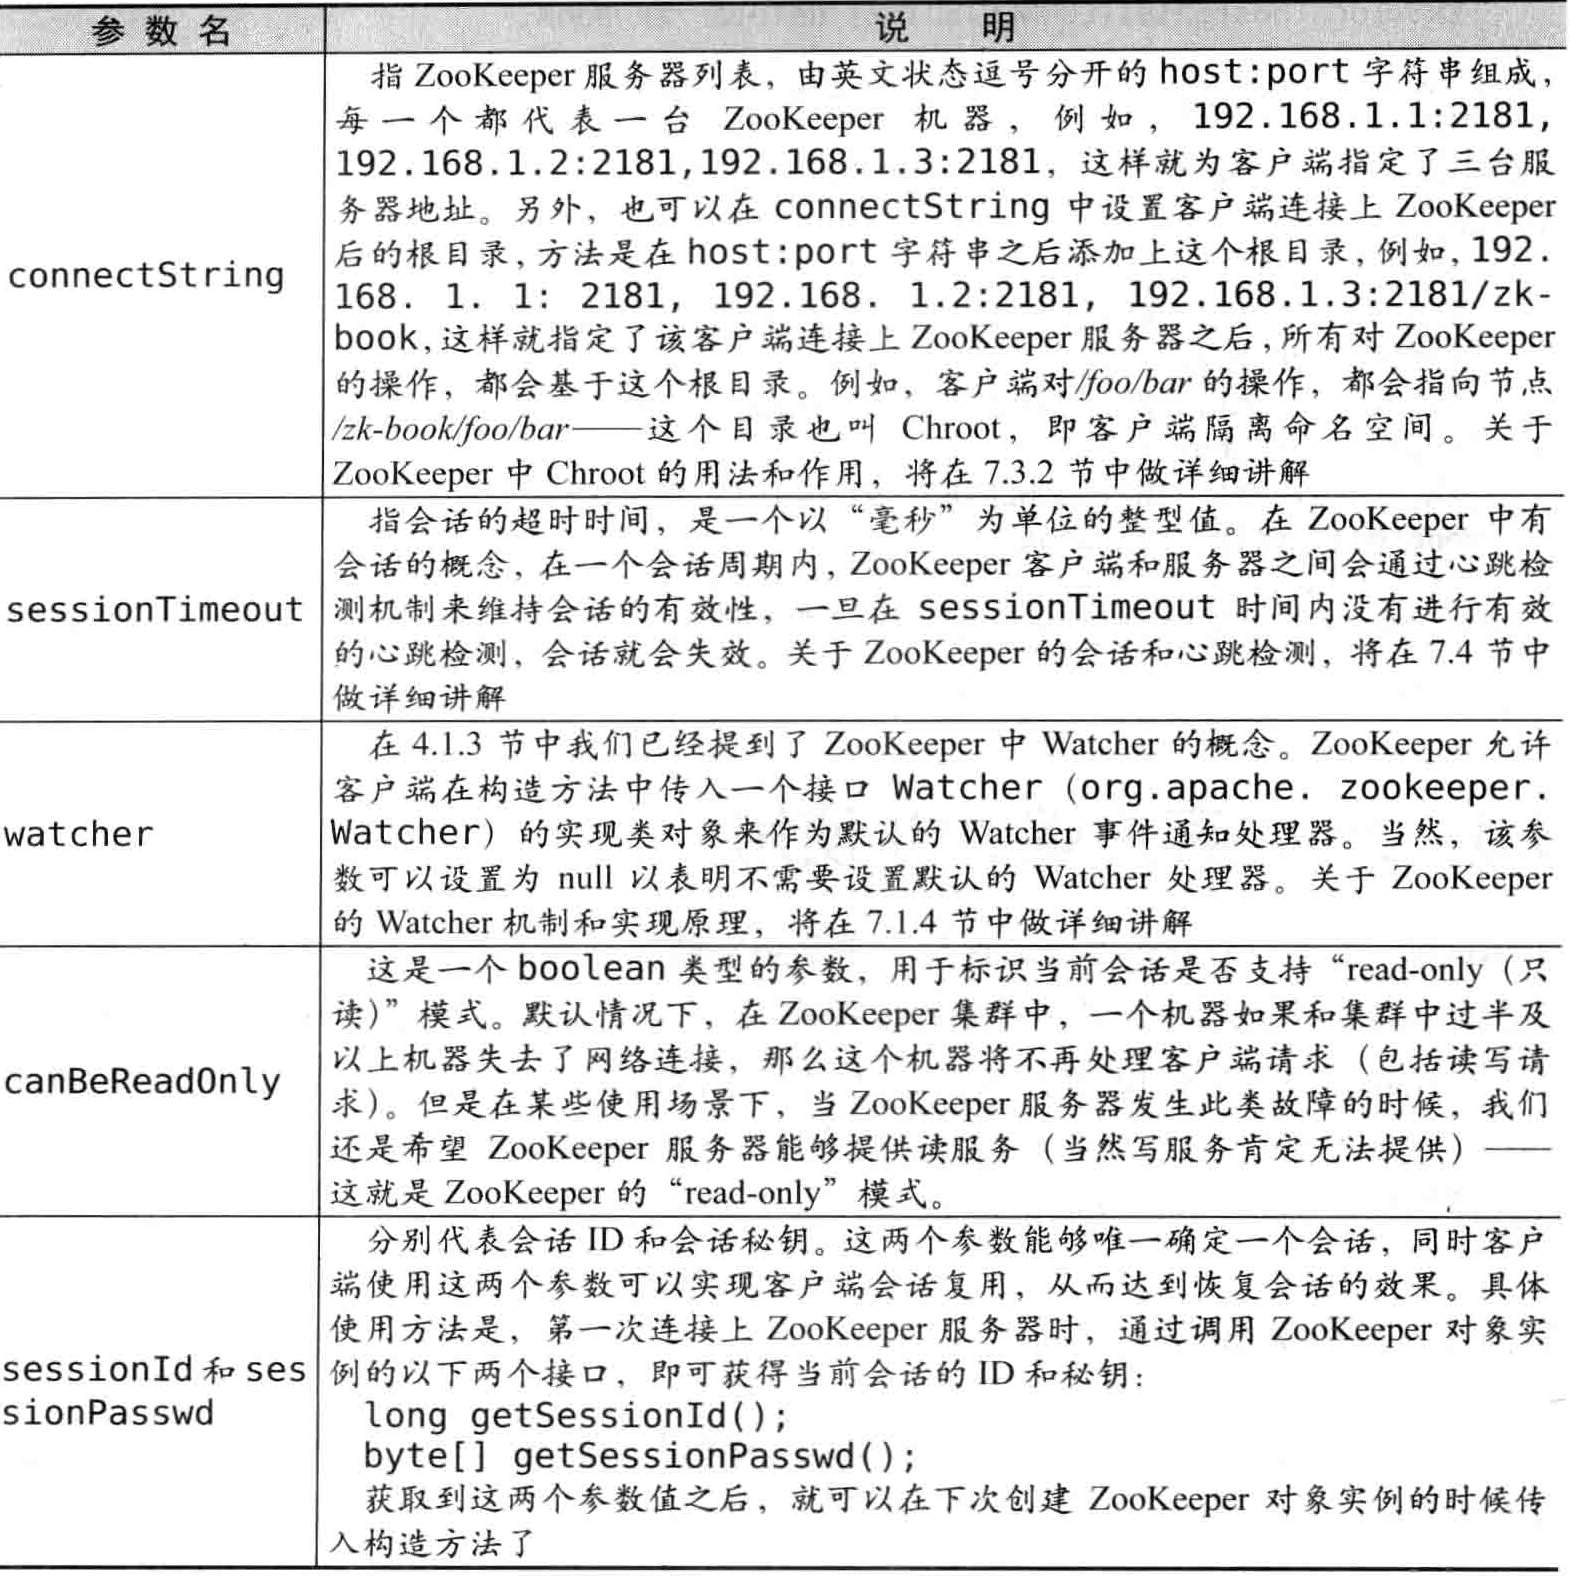 参 数 名
说 明
指 ZooKeeper 服务器列表，由英文状态逗号分开的 host:port 字符串组成，
每一个都代表一台 ZooKeeper 机器，例如，192.168.1.1:2181,
192.168.1.2:2181,192.168.1.3:2181，这样就为客户端指定了三台服
务器地址。另外，也可以在 connectString 中设置客户端连接上 ZooKeeper
后的根目录，方法是在 host:port 字符串之后添加上这个根目录，例如，192.
connectString
168. 1. 1: 2181, 192.168. 1.2:2181, 192.168.1.3:2181/zk-
book，这样就指定了该客户端连接上 ZooKeeper 服务器之后，所有对 ZooKeeper
的操作，都会基于这个根目录。例如，客户端对/foo/bar 的操作，都会指向节点
/zk-book/foo/bar——这个目录也叫 Chroot，即客户端隔离命名空间。关于
ZooKeeper 中 Chroot 的用法和作用，将在 7.3.2 节中做详细讲解
指会话的超时时间，是一个以“毫秒”为单位的整型值。在 ZooKeeper 中有
会话的概念，在一个会话周期内，ZooKeeper 客户端和服务器之间会通过心跳检
sessionTimeout
测机制来维持会话的有效性，一旦在 sessionTimeout 时间内没有进行有效
的心跳检测，会话就会失效。关于 ZooKeeper 的会话和心跳检测，将在 7.4 节中
做详细讲解
在 4.1.3 节中我们已经提到了 ZooKeeper 中 Watcher 的概念。ZooKeeper 允许
客户端在构造方法中传入一个接口 Watcher（org.apache. zookeeper.
watcher
Watcher）的实现类对象来作为默认的 Watcher 事件通知处理器。当然，该参
数可以设置为 null 以表明不需要设置默认的 Watcher 处理器。关于 ZooKeeper
的 Watcher 机制和实现原理，将在 7.1.4 节中做详细讲解
这是一个 boolean 类型的参数，用于标识当前会话是否支持“read-only（只
读）”模式。默认情况下，在 ZooKeeper 集群中，一个机器如果和集群中过半及
以上机器失去了网络连接，那么这个机器将不再处理客户端请求（包括读写请
canBeReadOnly
求）。但是在某些使用场景下，当 ZooKeeper 服务器发生此类故障的时候，我们
还是希望 ZooKeeper 服务器能够提供读服务（当然写服务肯定无法提供）——
这就是 ZooKeeper 的“read-only”模式。
分别代表会话 ID 和会话秘钥。这两个参数能够唯一确定一个会话，同时客户
端使用这两个参数可以实现客户端会话复用，从而达到恢复会话的效果。具体
使用方法是，第一次连接上 ZooKeeper 服务器时，通过调用 ZooKeeper 对象实
sessionId 和 ses
sionPasswd
例的以下两个接口，即可获得当前会话的 ID 和秘钥：
long getSessionId();
byte[] getSessionPasswd();
获取到这两个参数值之后，就可以在下次创建 ZooKeeper 对象实例的时候传
入构造方法了